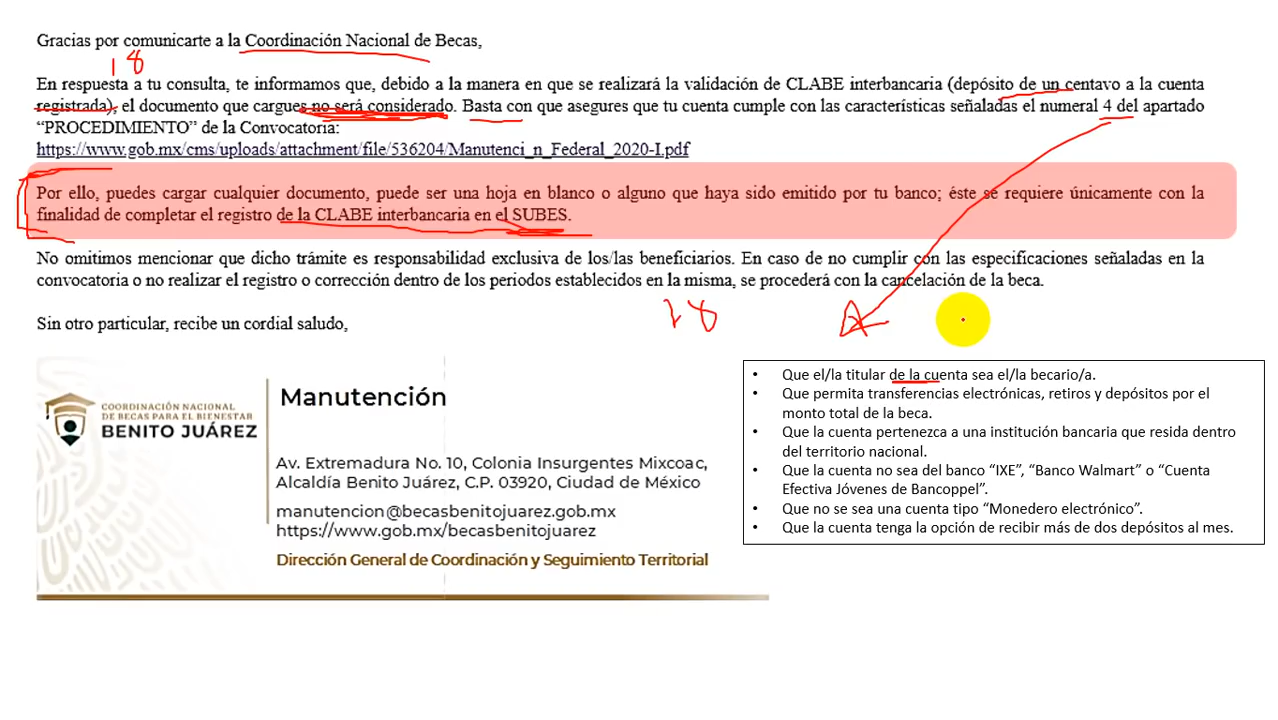 Gracias por comunicarte a la Coordinación Nacional de Becas,
18
En respuesta a tu consulta, te informamos que, debido a la manera en que se realizará la validación de CLABE interbancaria (depósito de un centavo a la cuenta
registrada), el documento que cargues no será considerado. Basta con que asegures que tu cuenta cumple con las características señaladas el numeral 4 del apartado
“PROCEDIMIENTO” de la Convocatoria:
https://www.gob.mx/cms/uploads/attachment/file/536204/Manutenci_n_Federal_2020-I.pdf
Por ello, puedes cargar cualquier documento, puede ser una hoja en blanco o alguno que haya sido emitido por tu banco; éste se requiere únicamente con la
finalidad de completar el registro de la CLABE interbancaria en el SUBES.
No omitimos mencionar que dicho trámite es responsabilidad exclusiva de los/las beneficiarios. En caso de no cumplir con las especificaciones señaladas en la
convocatoria o no realizar el registro o corrección dentro de los periodos establecidos en la misma, se procederá con la cancelación de la beca.
18
Sin otro particular, recibe un cordial saludo,
COORDINACIÓN NACIONAL
DE BECAS PARA EL BIENESTAR
BENITO JUÁREZ
Manutención
Av. Extremadura No. 10, Colonia Insurgentes Mixcoac,
Alcaldía Benito Juárez, C.P. 03920, Ciudad de México
manutencion@becasbenitojuarez.gob.mx
https://www.gob.mx/becasbenitojuarez
Dirección General de Coordinación y Seguimiento Territorial
• Que el/la titular de la cuenta sea el/la becario/a.
• Que permita transferencias electrónicas, retiros y depósitos por el
monto total de la beca.
• Que la cuenta pertenezca a una institución bancaria que resida dentro
del territorio nacional.
• Que la cuenta no sea del banco “IXE”, “Banco Walmart” o “Cuenta
Efectiva Jóvenes de Bancoppel”.
• Que no se sea una cuenta tipo “Monedero electrónico”.
• Que la cuenta tenga la opción de recibir más de dos depósitos al mes.